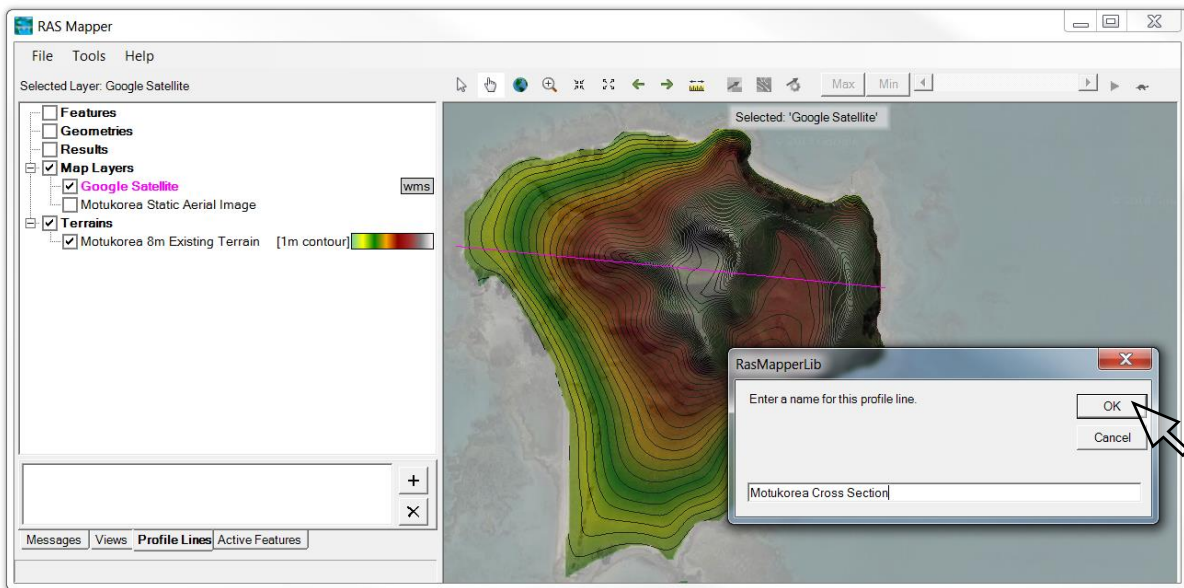 RAS Mapper
File Tools Help
Selected Layer: Google Satellite
Max Min
Features
Geometries
Results
Map Layers
Google Satellite wms
Motukorea Static Aerial Image
Terrains
Motukorea 8m Existing Terrain [1m contour]
Selected: 'Google Satellite'
RasMapperLib
Enter a name for this profile line.
OK
Cancel
Motukorea Cross Section
Messages Views Profile Lines Active Features